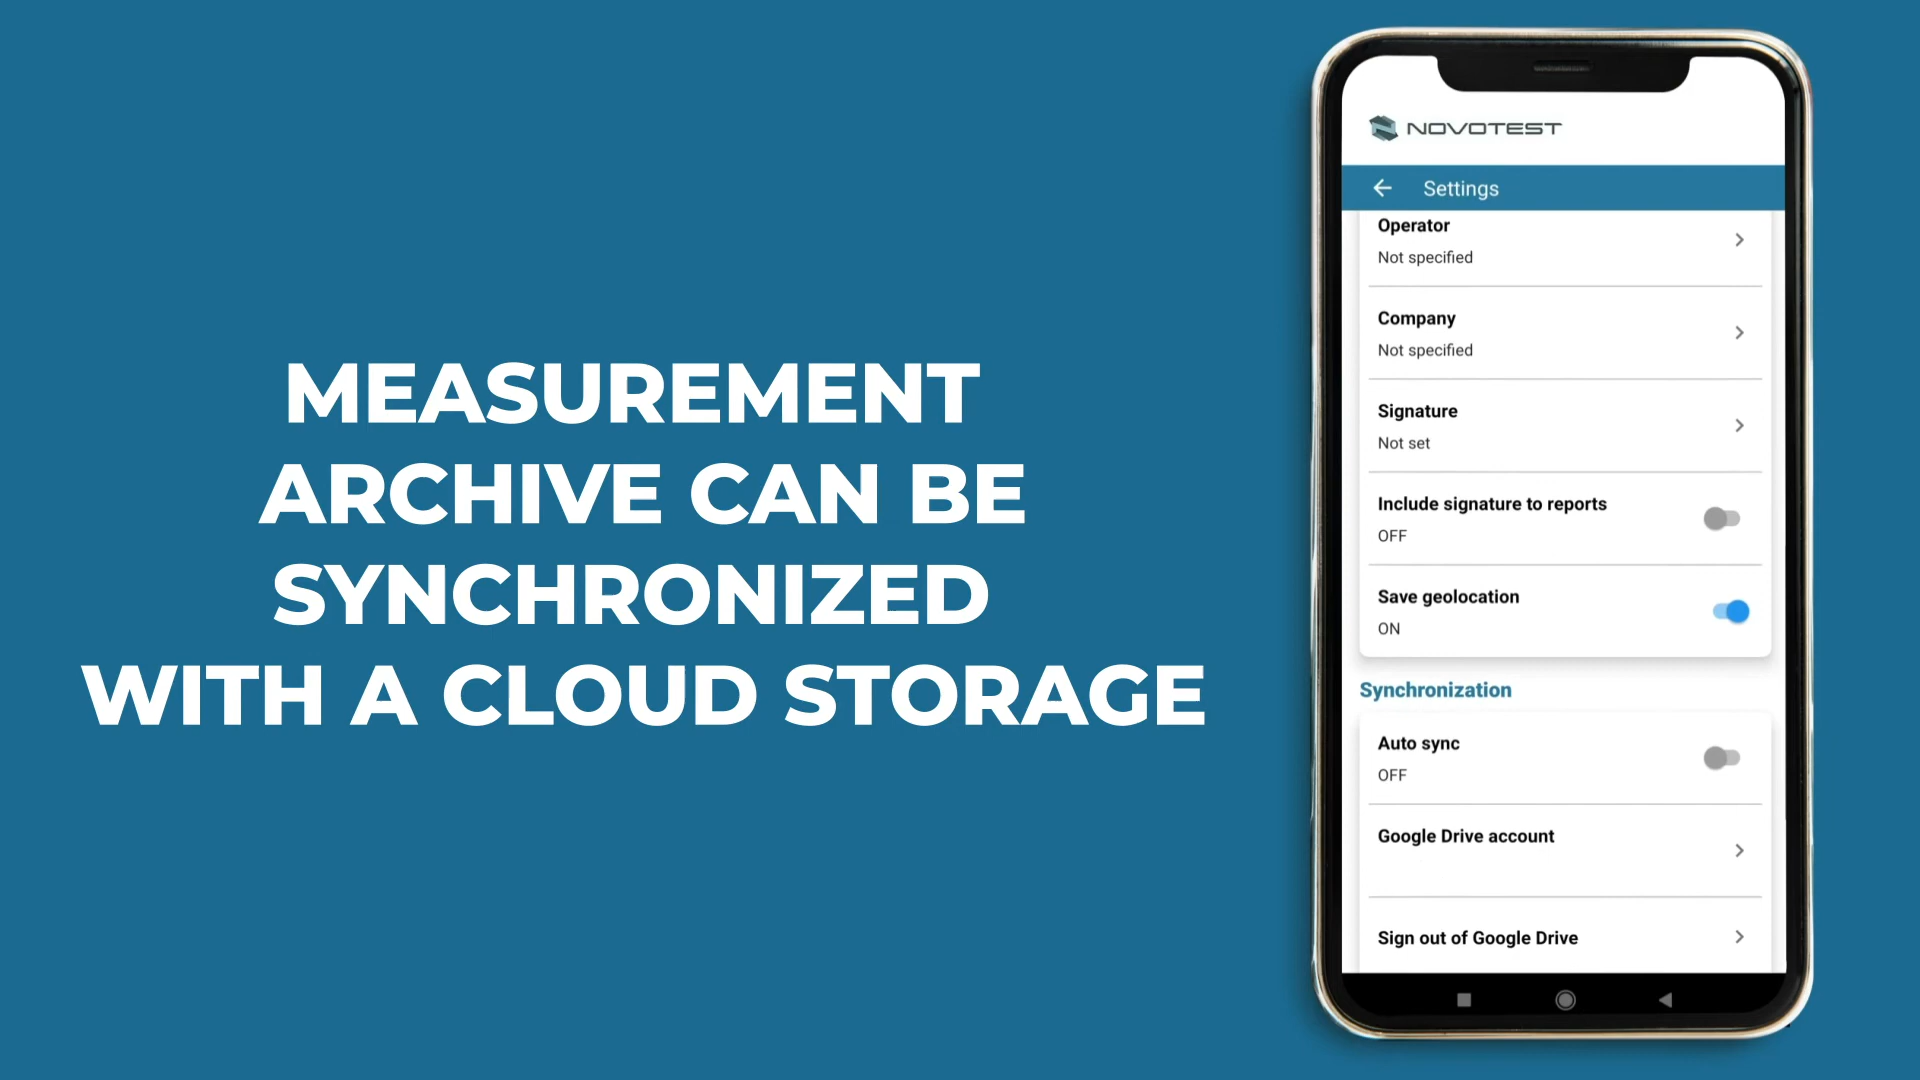 MEASUREMENT
ARCHIVE CAN BE
SYNCHRONIZED
WITH A CLOUD STORAGE
NOVOTEST
Settings
Operator
Not specified
Company
Not specified
Signature
Not set
Include signature to reports
OFF
Save geolocation
ON
Synchronization
Auto sync
OFF
Google Drive account
Sign out of Google Drive